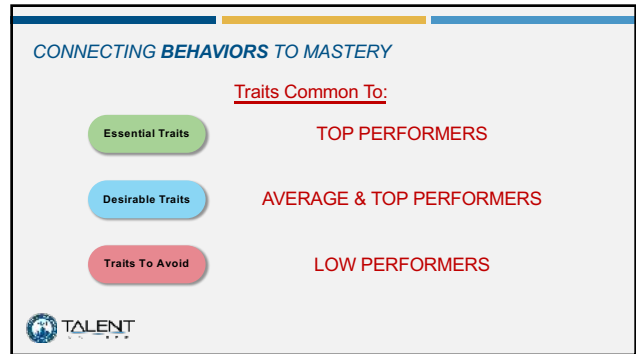 CONNECTING BEHAVIORS TO MASTERY
Traits Common To:
Essential Traits
TOP PERFORMERS
Desirable Traits
AVERAGE & TOP PERFORMERS
Traits To Avoid
LOW PERFORMERS
TALENT